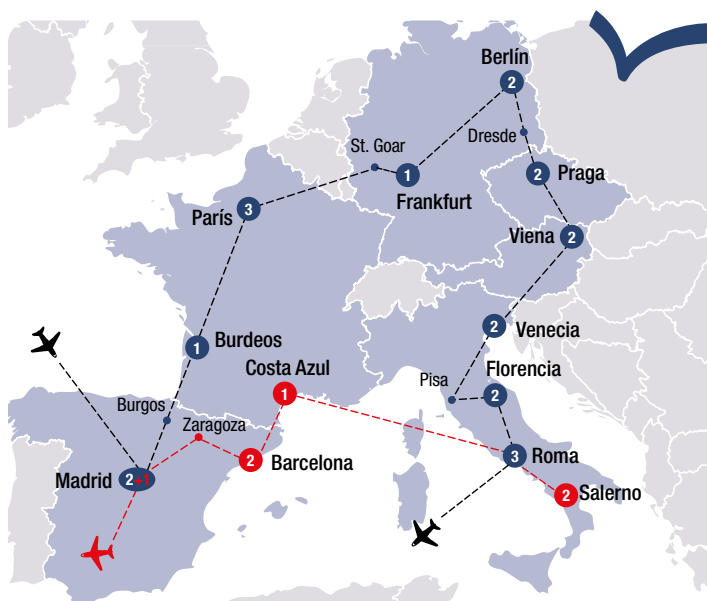 Berlín
2
Dresde
St. Goar
1
Frankfurt
2
Praga
París
3
Viena
2
2
Venecia
1
Burdeos
Costa Azul
1
Pisa
Florencia
2
Burgos
Zaragoza
2
Barcelona
3
Roma
Madrid
2+1
2
Salerno